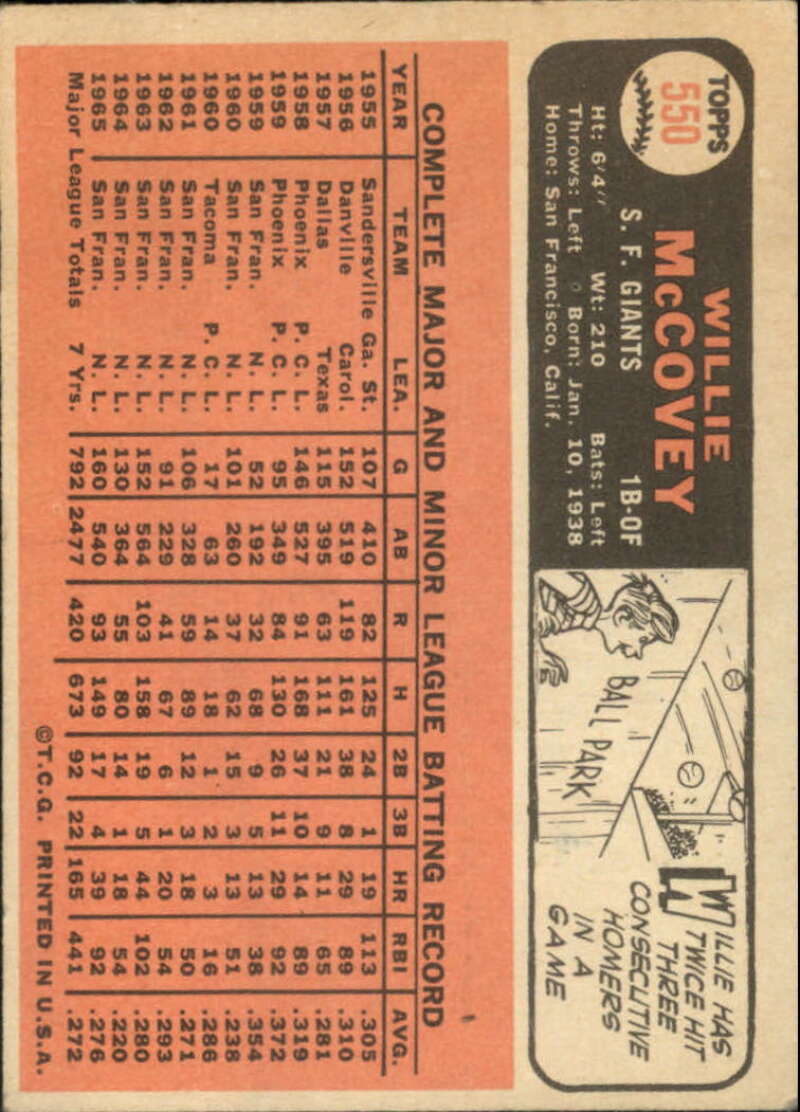 TOPPS
550
WILLIE
McCOVEY
S. F. GIANTS 1B-OF
Ht: 6'4" Wt: 210 Bats: Left
Throws: Left Born: Jan. 10, 1938
Home: San Francisco, Calif.
BALL PARK
WILLIE HAS
TWICE HIT
THREE
CONSECUTIVE
HOMERS
IN A
GAME
COMPLETE MAJOR AND MINOR LEAGUE BATTING RECORD
YEAR TEAM LEA. G AB R H 2B 3B HR RBI AVG.
1955 Sandersville Ga. St. 107 410 82 125 24 1 19 113 .305
1956 Danville Carol. 152 519 119 161 38 8 29 89 .310
1957 Dallas Texas 115 395 63 111 21 9 11 65 .281
1958 Phoenix P. C. L. 146 527 91 168 37 10 14 89 .319
1959 Phoenix P. C. L. 95 349 84 130 26 11 29 92 .372
1959 San Fran. N. L. 52 192 32 68 9 5 13 38 .354
1960 San Fran. N. L. 101 260 37 62 15 3 13 51 .238
1960 Tacoma P. C. L. 17 63 14 18 1 2 3 16 .286
1961 San Fran. N. L. 106 328 59 89 12 3 18 50 .271
1962 San Fran. N. L. 91 229 41 67 6 1 20 54 .293
1963 San Fran. N. L. 152 564 103 158 19 5 44 102 .280
1964 San Fran. N. L. 130 364 55 80 14 1 18 54 .220
1965 San Fran. N. L. 160 540 93 149 17 4 39 92 .276
Major League Totals 7 Yrs. 792 2477 420 673 92 22 165 441 .272
©T.C.G. PRINTED IN U.S.A.